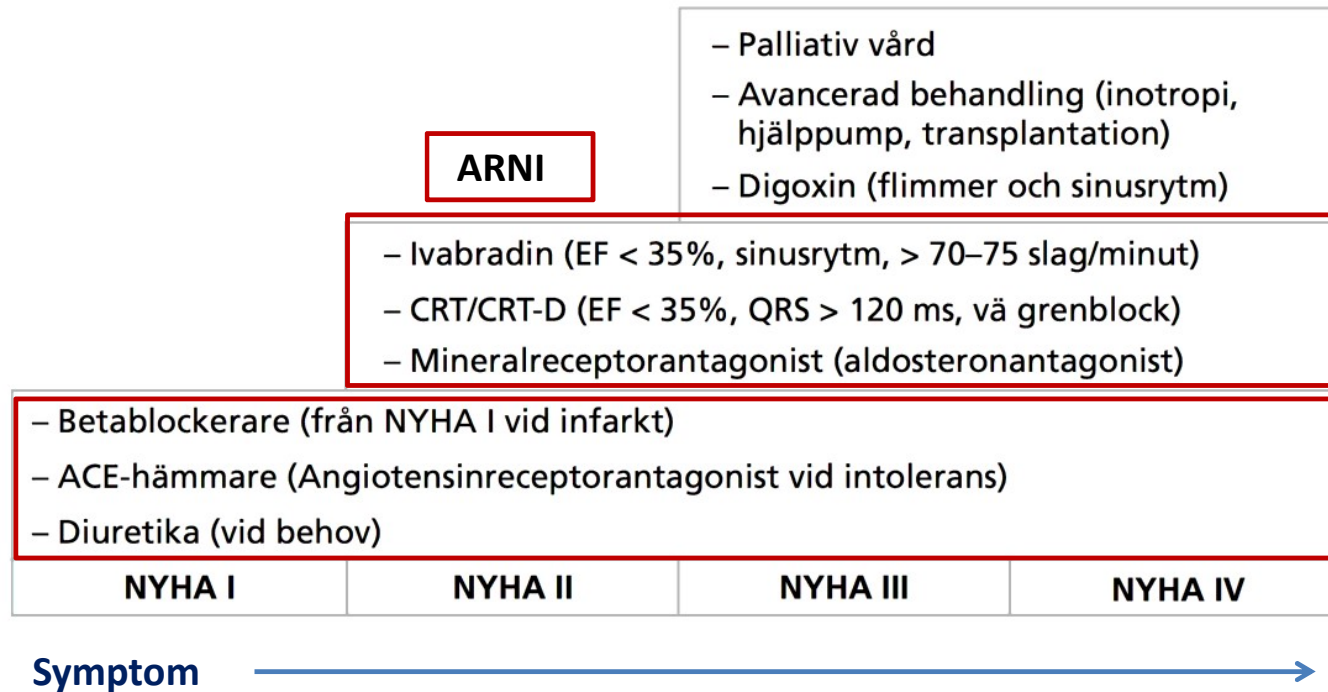 – Palliativ vård
– Avancerad behandling (inotropi,
hjälppump, transplantation)
– Digoxin (flimmer och sinusrytm)
ARNI
– Ivabradin (EF < 35%, sinusrytm, > 70–75 slag/minut)
– CRT/CRT-D (EF < 35%, QRS > 120 ms, vä grenblock)
– Mineralreceptorantagonist (aldosteronantagonist)
– Betablockerare (från NYHA I vid infarkt)
– ACE-hämmare (Angiotensinreceptorantagonist vid intolerans)
– Diuretika (vid behov)
NYHA I NYHA II NYHA III NYHA IV
Symptom